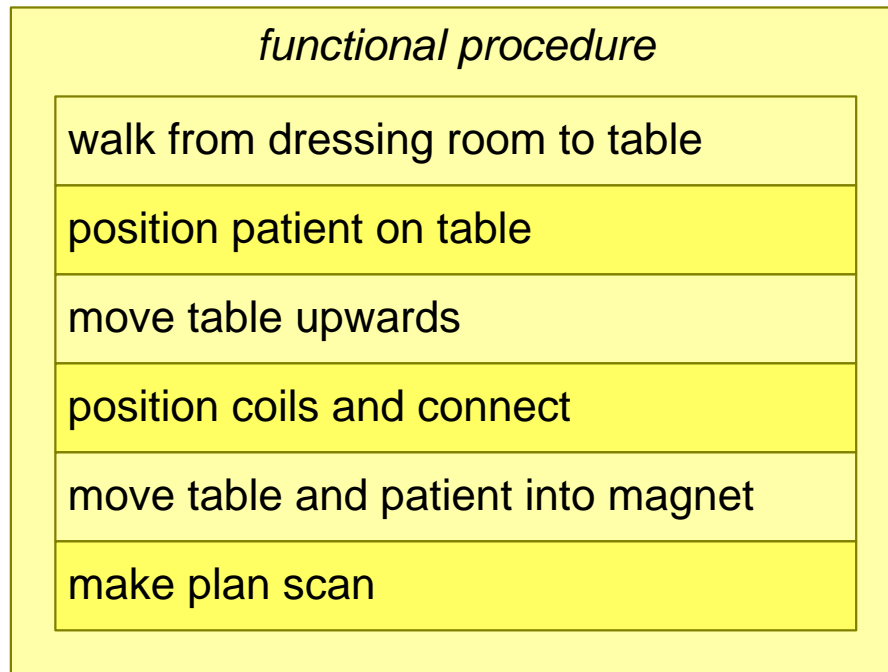 functional procedure
walk from dressing room to table
position patient on table
move table upwards
position coils and connect
move table and patient into magnet
make plan scan